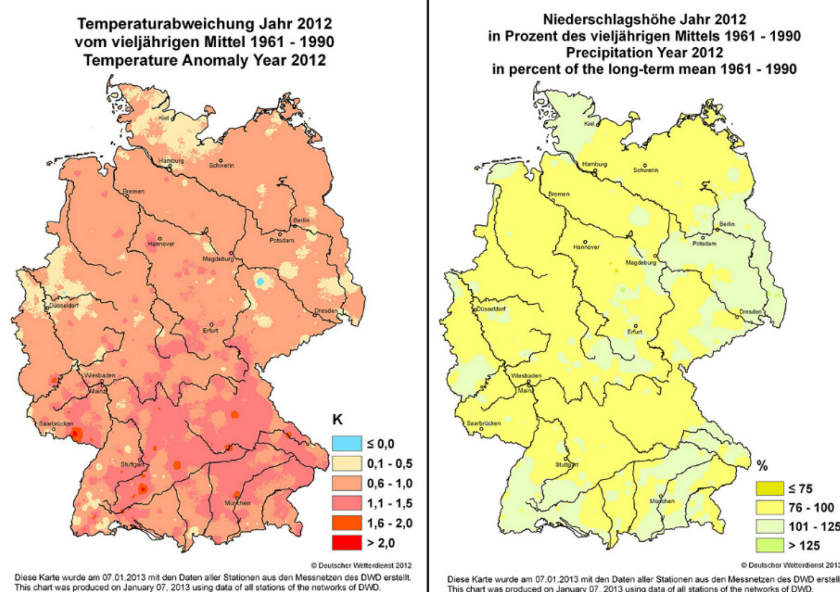 Temperaturabweichung Jahr 2012
vom vieljährigen Mittel 1961 - 1990
Temperature Anomaly Year 2012
Kiel
Hamburg
Schwerin
Bremen
Berlin
Potsdam
Hannover
Magdeburg
Düsseldorf
Dresden
Erfurt
Wiesbaden
Mainz
Saarbrücken
Stuttgart
München
K
≤ 0,0
0,1 - 0,5
0,6 - 1,0
1,1 - 1,5
1,6 - 2,0
> 2,0
© Deutscher Wetterdienst 2012
Diese Karte wurde am 07.01.2013 mit den Daten aller Stationen aus den Messnetzen des DWD erstellt.
This chart was produced on January 07, 2013 using data of all stations of the networks of DWD.
Niederschlagshöhe Jahr 2012
in Prozent des vieljährigen Mittels 1961 - 1990
Precipitation Year 2012
in percent of the long-term mean 1961 - 1990
Kiel
Hamburg
Schwerin
Bremen
Berlin
Potsdam
Hannover
Magdeburg
Düsseldorf
Dresden
Erfurt
Wiesbaden
Mainz
Saarbrücken
Stuttgart
München
%
≤ 75
76 - 100
101 - 125
> 125
© Deutscher Wetterdienst 2013
Diese Karte wurde am 07.01.2013 mit den Daten aller Stationen aus den Messnetzen des DWD erstellt.
This chart was produced on January 07, 2013 using data of all stations of the networks of DWD.